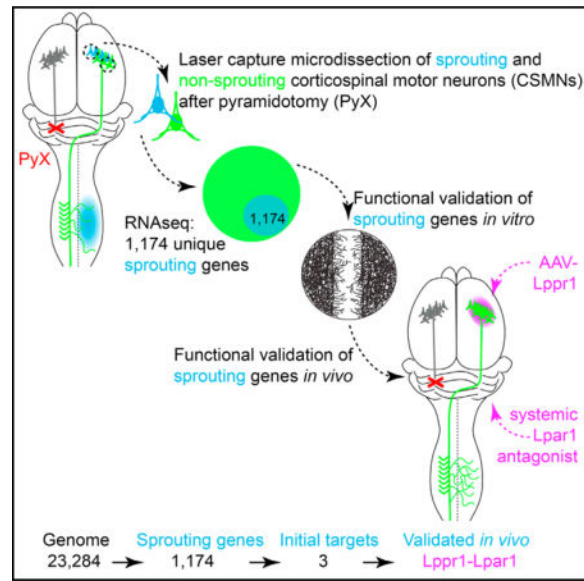 Laser capture microdissection of sprouting and
non-sprouting corticospinal motor neurons (CSMNs)
after pyramidotomy (PyX)
PyX
1,174
RNAseq:
1,174 unique
sprouting genes
Functional validation of
sprouting genes in vitro
AAV-
Lppr1
Functional validation of
sprouting genes in vivo
systemic
Lpar1
antagonist
Genome Sprouting genes Initial targets Validated in vivo
23,284 1,174 3 Lppr1-Lpar1